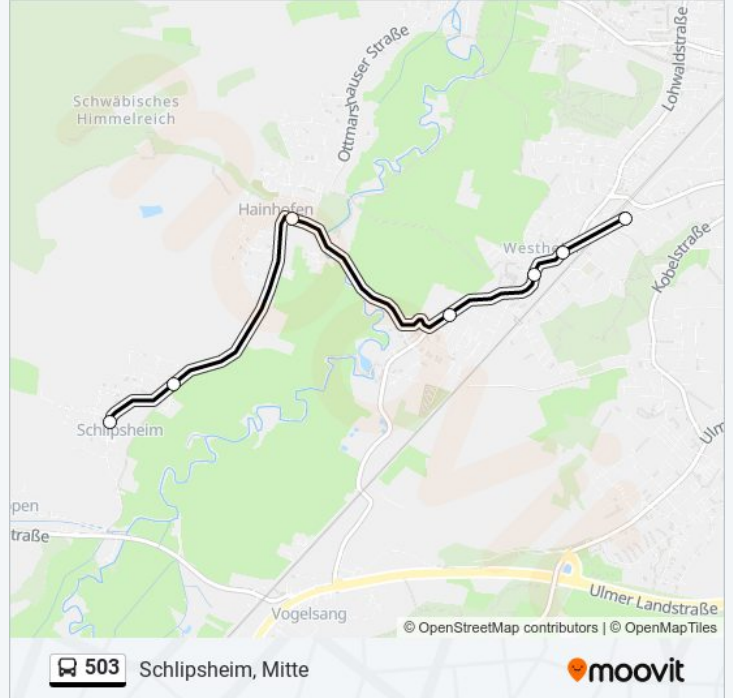 Ottmarshauser Straße
Lohwaldstraße
Schwäbisches
Himmelreich
Hainhofen
Westhe
Kobelstraße
Schlipsheim
Ulm
pen
traße
Vogelsang
Ulmer Landstraße
© OpenStreetMap contributors | © OpenMapTiles
503 Schlipsheim, Mitte
moovit